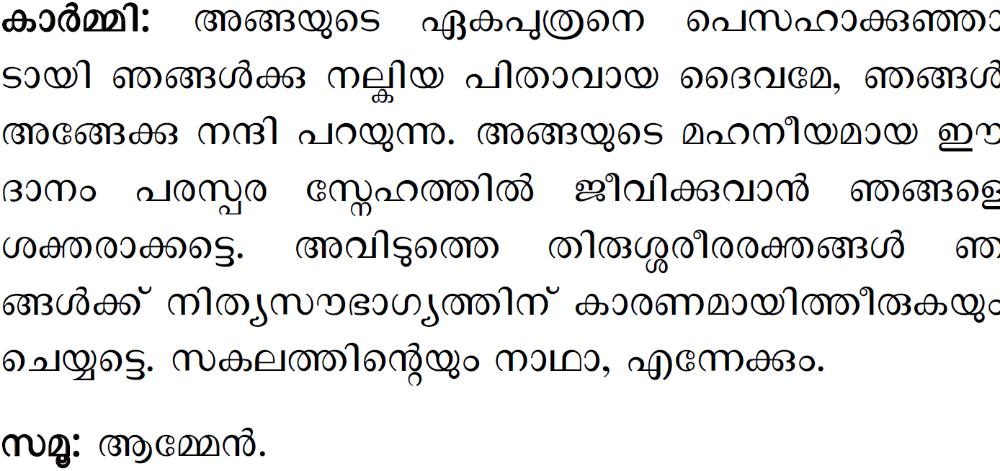 കാർമ്മി: അങ്ങയുടെ ഏകപുത്രനെ പെസഹാക്കുഞ്ഞാ
ടായി ഞങ്ങൾക്കു നല്കിയ പിതാവായ ദൈവമേ, ഞങ്ങൾ
അങ്ങേക്കു നന്ദി പറയുന്നു. അങ്ങയുടെ മഹനീയമായ ഈ
ദാനം പരസ്പര സ്നേഹത്തിൽ ജീവിക്കുവാൻ ഞങ്ങളെ
ശക്തരാക്കട്ടെ. അവിടുത്തെ തിരുശ്ശരീരരക്തങ്ങൾ ഞ
ങ്ങൾക്ക് നിത്യസൗഭാഗ്യത്തിന് കാരണമായിത്തീരുകയും
ചെയ്യട്ടെ. സകലത്തിന്റെയും നാഥാ, എന്നേക്കും.
സമൂ: ആമ്മേൻ.